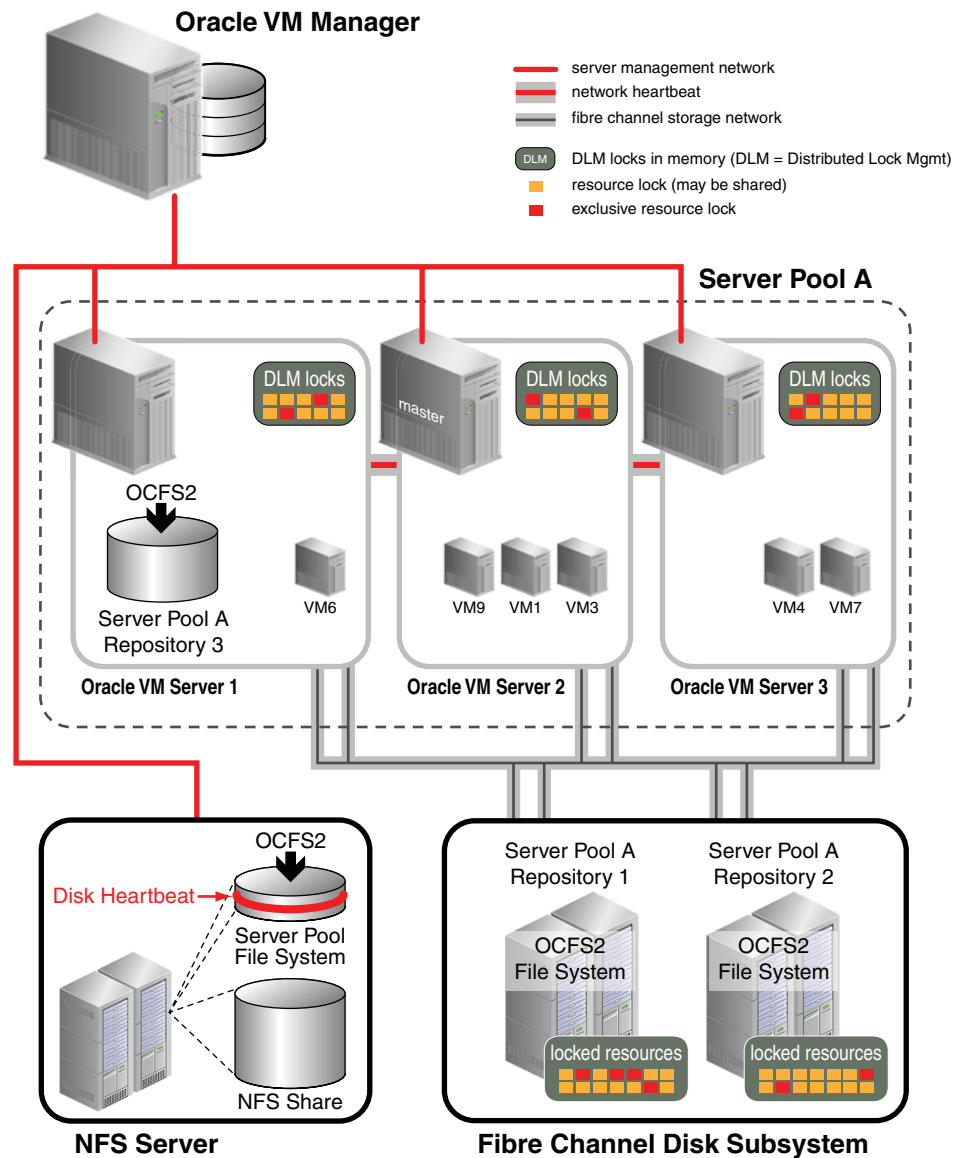 Oracle VM Manager
server management network
network heartbeat
fibre channel storage network
DLM
DLM locks in memory (DLM = Distributed Lock Mgmt)
resource lock (may be shared)
exclusive resource lock
Server Pool A
DLM locks
master
DLM locks
DLM locks
OCFS2
Server Pool A
Repository 3
VM6
VM9
VM1
VM3
VM4
VM7
Oracle VM Server 1
Oracle VM Server 2
Oracle VM Server 3
OCFS2
Disk Heartbeat
Server Pool
File System
NFS Share
NFS Server
Server Pool A
Repository 1
Server Pool A
Repository 2
OCFS2
File System
OCFS2
File System
locked resources
locked resources
Fibre Channel Disk Subsystem